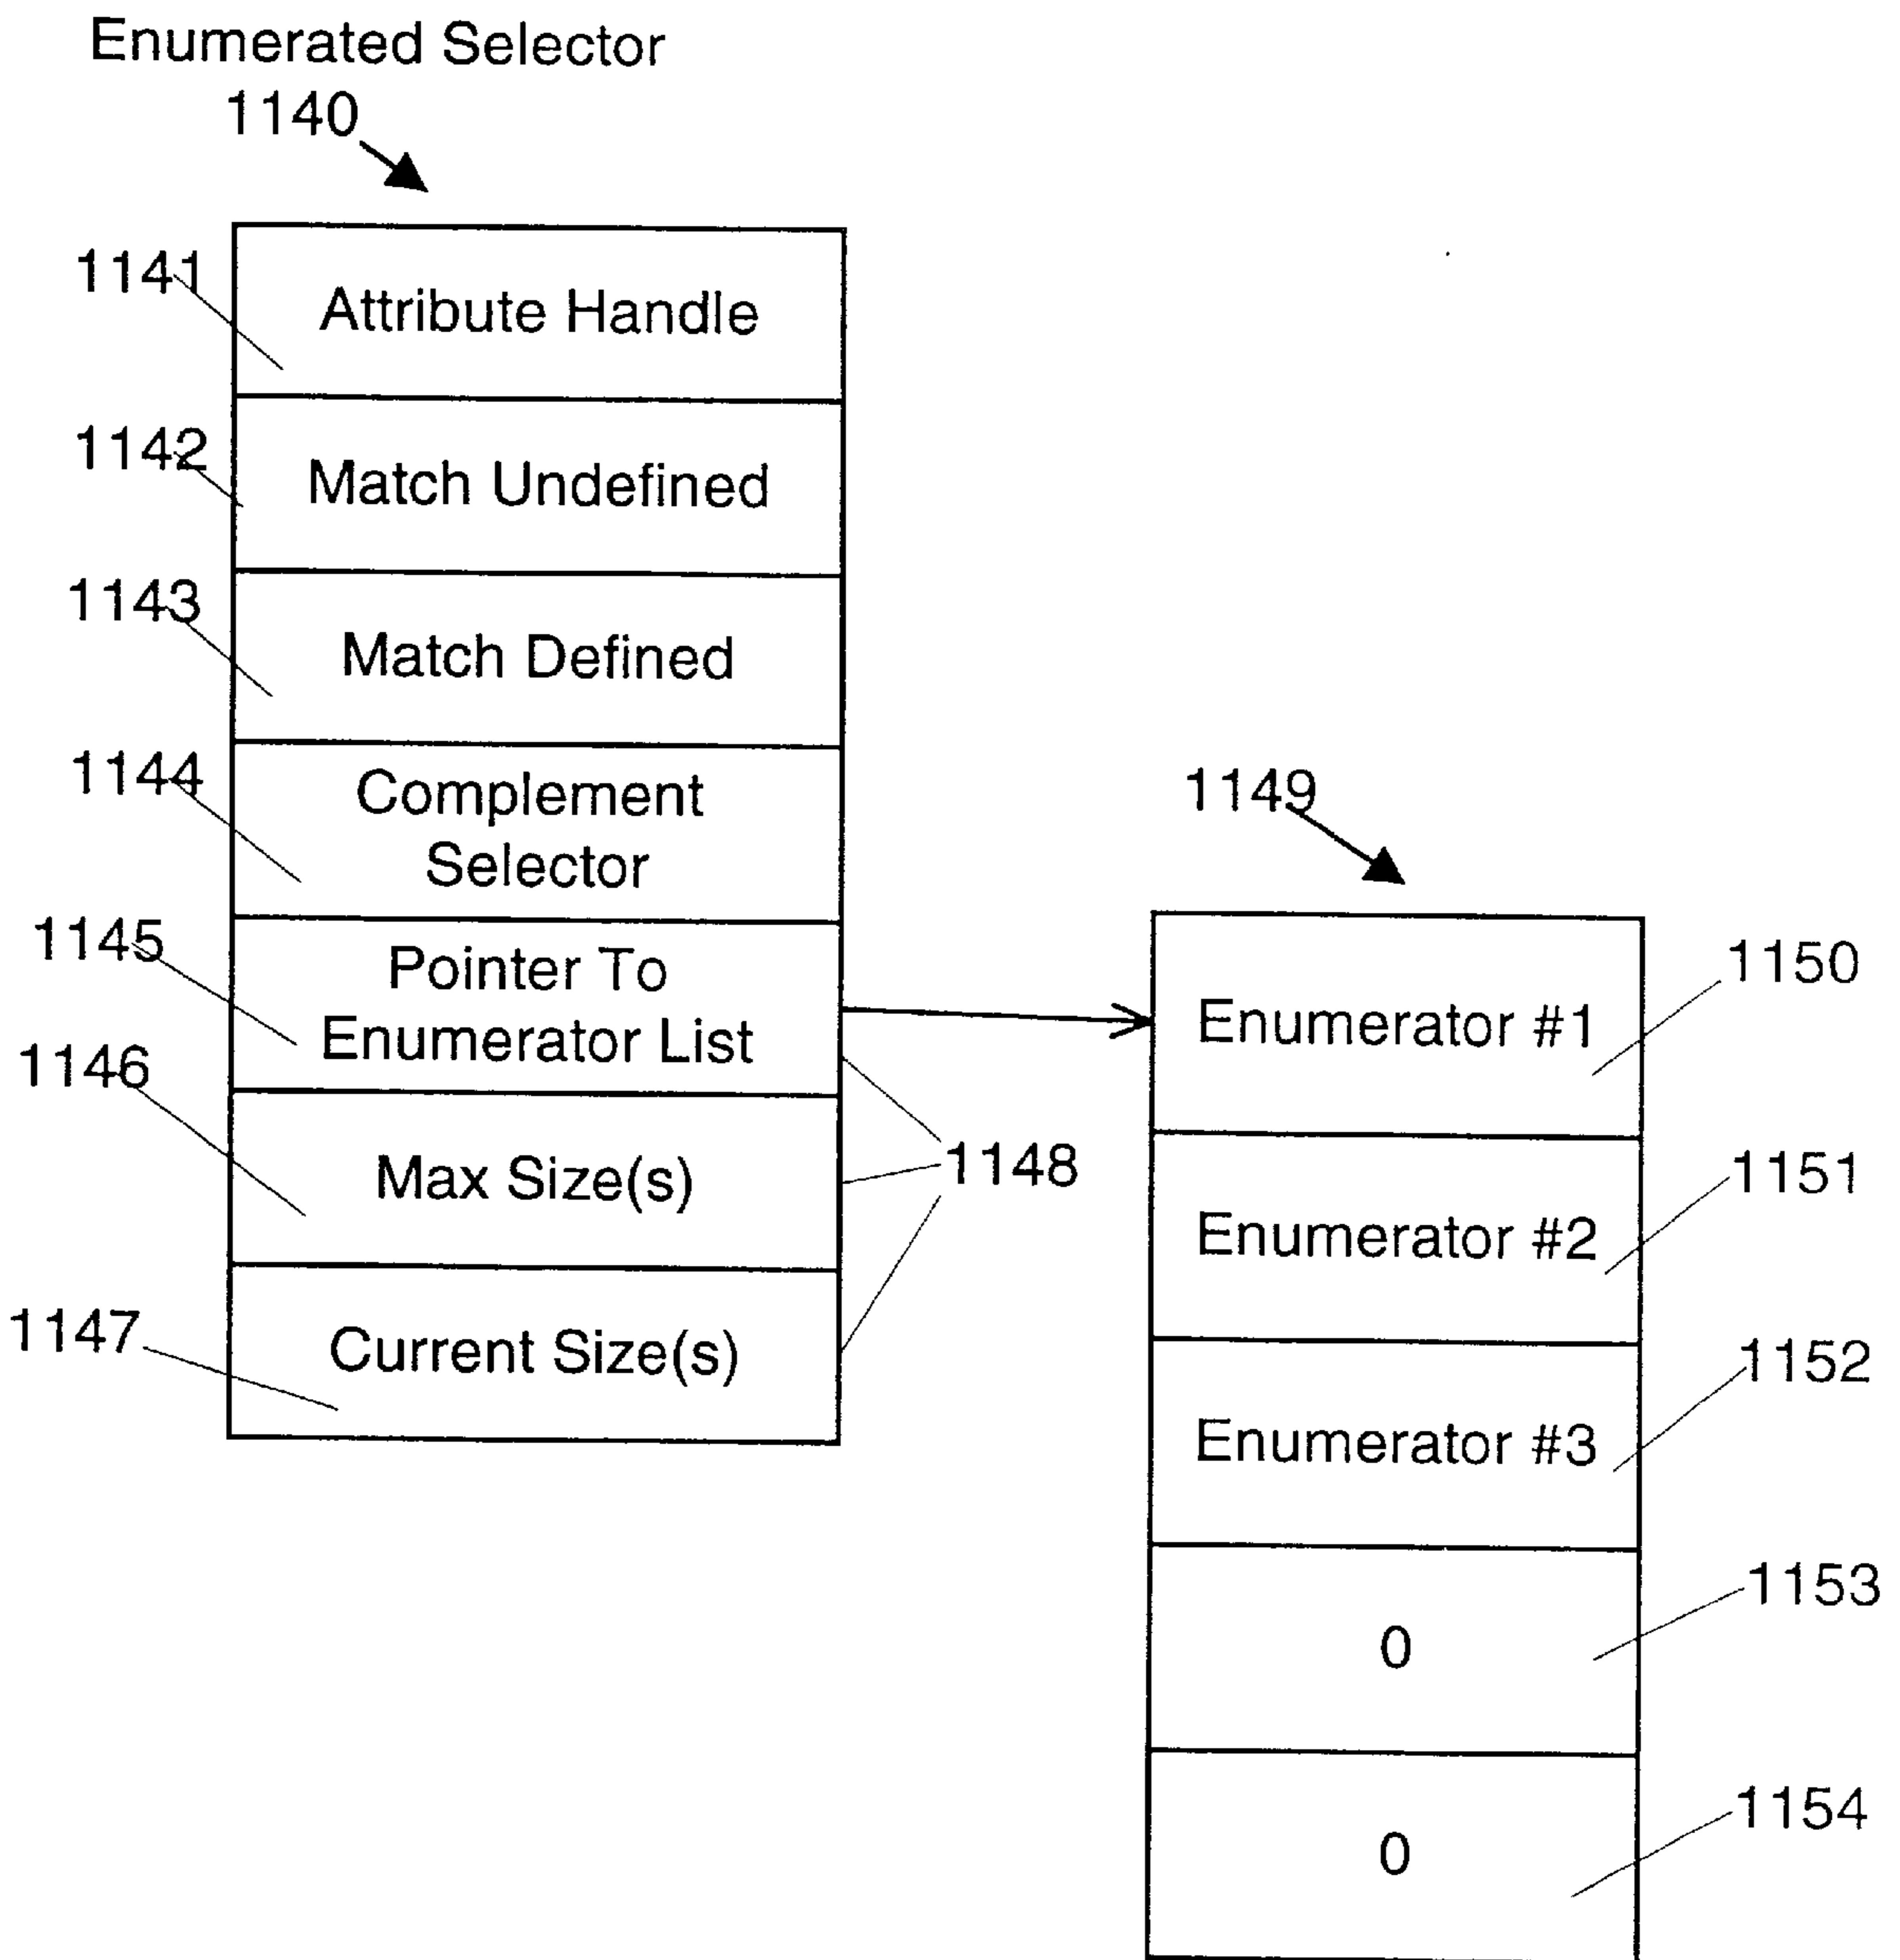 Enumerated Selector
1140
1141
Attribute Handle
1142
Match Undefined
1143
Match Defined
1144
Complement
Selector
1145
Pointer To
Enumerator List
1146
Max Size(s)
1147
Current Size(s)
1148
1149
Enumerator #1
1150
Enumerator #2
1151
Enumerator #3
1152
0
1153
0
1154